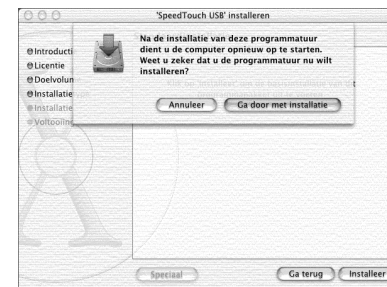 'SpeedTouch USB' installeren
Na de installatie van deze programmatuur
dient u de computer opnieuw op te starten.
Weet u zeker dat u de programmatuur nu wilt
installeren?
Annuleer
Ga door met installatie
Introducti
Licentie
Doelvolun
Installatie
Installatie
Voltooiing
Speciaal
Ga terug
Installeer